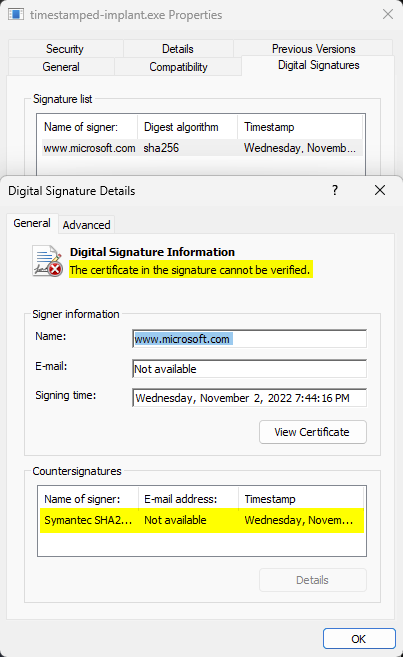 timestamped-implant.exe Properties
Security Details Previous Versions
General Compatibility Digital Signatures
Signature list
Name of signer: Digest algorithm Timestamp
www.microsoft.com sha256 Wednesday, Novemb...
Digital Signature Details
General Advanced
Digital Signature Information
The certificate in the signature cannot be verified.
Signer information
Name: www.microsoft.com
E-mail: Not available
Signing time: Wednesday, November 2, 2022 7:44:16 PM
View Certificate
Countersignatures
Name of signer: E-mail address: Timestamp
Symantec SHA2... Not available Wednesday, Novem...
Details
OK